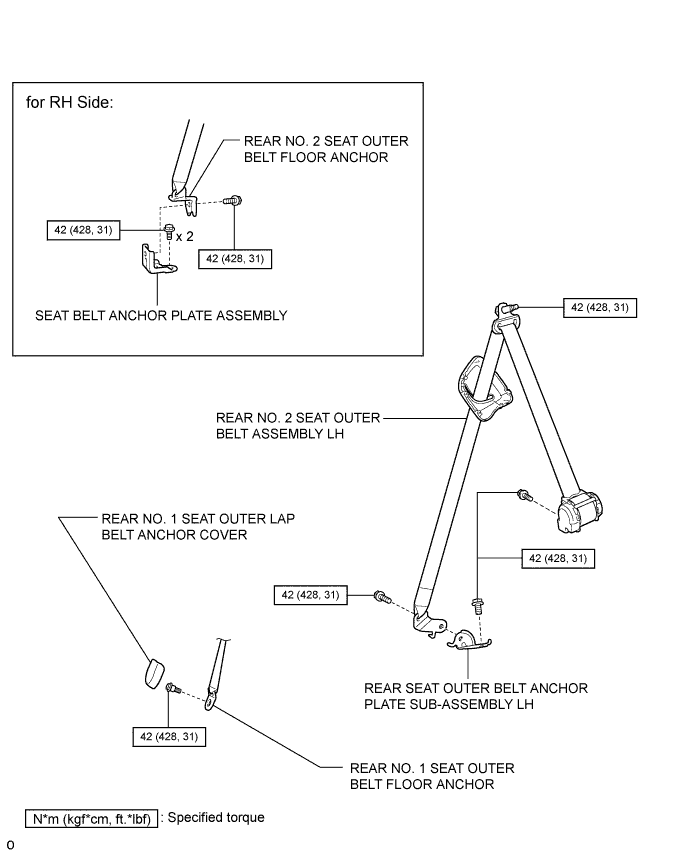 for RH Side:
REAR NO. 2 SEAT OUTER
BELT FLOOR ANCHOR
42 (428, 31)
x 2
42 (428, 31)
SEAT BELT ANCHOR PLATE ASSEMBLY
42 (428, 31)
REAR NO. 2 SEAT OUTER
BELT ASSEMBLY LH
REAR NO. 1 SEAT OUTER LAP
BELT ANCHOR COVER
42 (428, 31)
42 (428, 31)
REAR SEAT OUTER BELT ANCHOR
PLATE SUB-ASSEMBLY LH
42 (428, 31)
REAR NO. 1 SEAT OUTER
BELT FLOOR ANCHOR
N*m (kgf*cm, ft.*lbf) : Specified torque
O